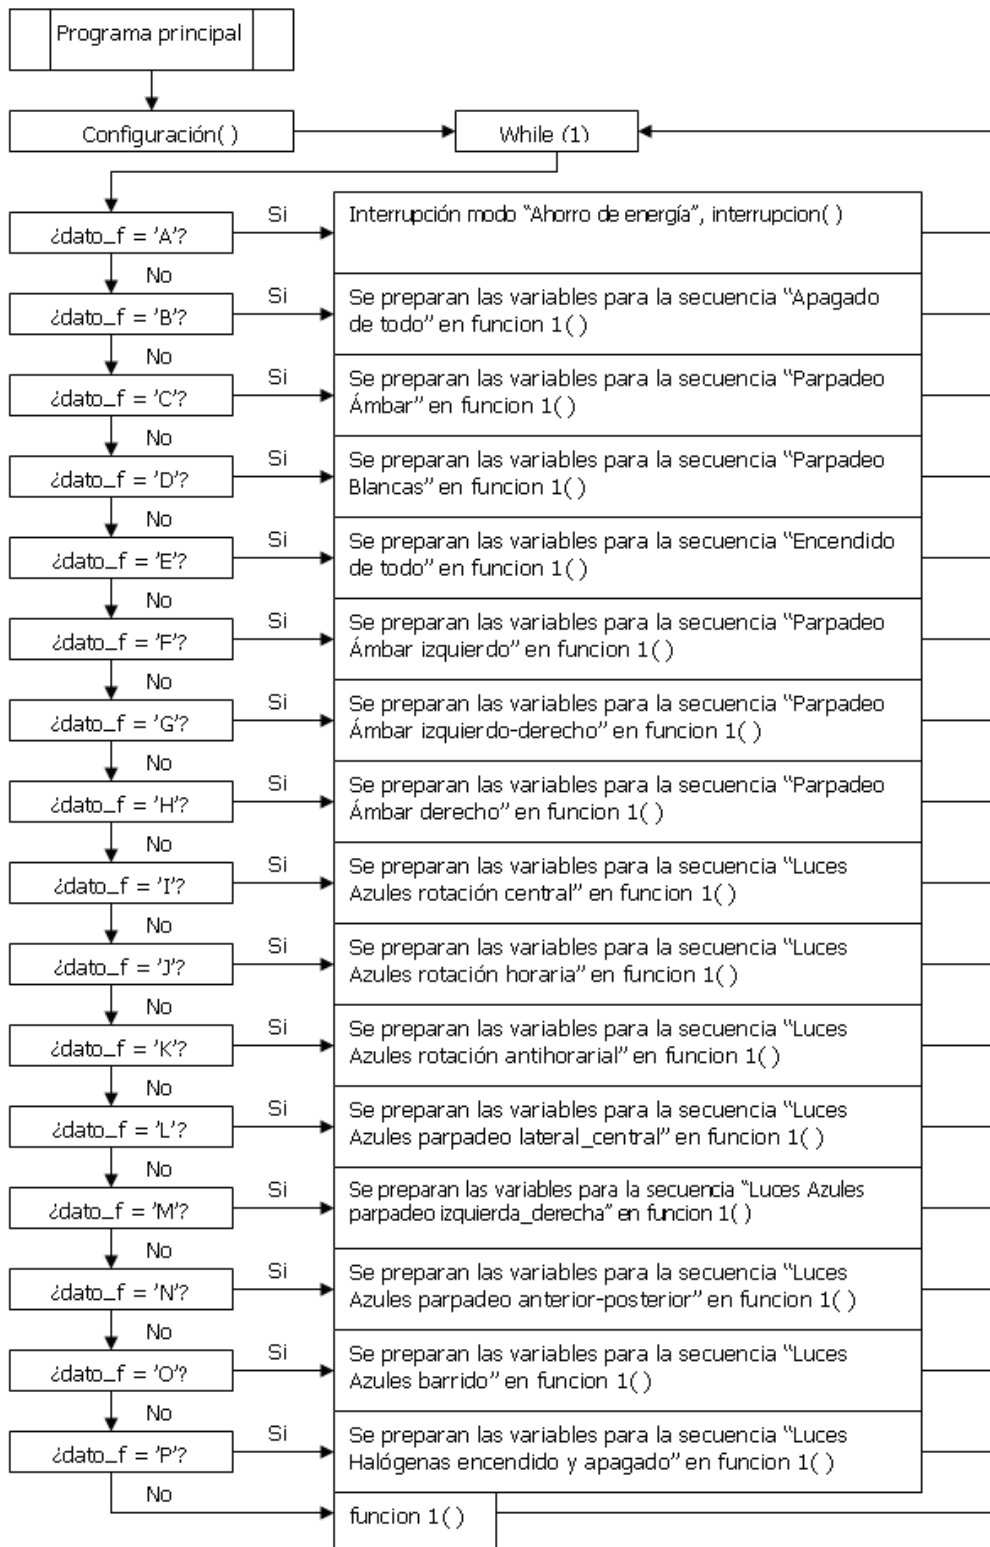 Programa principal
Configuración( )
While (1)
¿dato_f = 'A'?
Si
Interrupción modo "Ahorro de energía", interrupcion( )
No
¿dato_f = 'B'?
Si
Se preparan las variables para la secuencia "Apagado
de todo" en funcion 1( )
No
¿dato_f = 'C'?
Si
Se preparan las variables para la secuencia "Parpadeo
Ámbar" en funcion 1( )
No
¿dato_f = 'D'?
Si
Se preparan las variables para la secuencia "Parpadeo
Blancas" en funcion 1( )
No
¿dato_f = 'E'?
Si
Se preparan las variables para la secuencia "Encendido
de todo" en funcion 1( )
No
¿dato_f = 'F'?
Si
Se preparan las variables para la secuencia "Parpadeo
Ámbar izquierdo" en funcion 1( )
No
¿dato_f = 'G'?
Si
Se preparan las variables para la secuencia "Parpadeo
Ámbar izquierdo-derecho" en funcion 1( )
No
¿dato_f = 'H'?
Si
Se preparan las variables para la secuencia "Parpadeo
Ámbar derecho" en funcion 1( )
No
¿dato_f = 'I'?
Si
Se preparan las variables para la secuencia "Luces
Azules rotación central" en funcion 1( )
No
¿dato_f = 'J'?
Si
Se preparan las variables para la secuencia "Luces
Azules rotación horaria" en funcion 1( )
No
¿dato_f = 'K'?
Si
Se preparan las variables para la secuencia "Luces
Azules rotación antihorarial" en funcion 1( )
No
¿dato_f = 'L'?
Si
Se preparan las variables para la secuencia "Luces
Azules parpadeo lateral_central" en funcion 1( )
No
¿dato_f = 'M'?
Si
Se preparan las variables para la secuencia "Luces Azules
parpadeo izquierda_derecha" en funcion 1( )
No
¿dato_f = 'N'?
Si
Se preparan las variables para la secuencia "Luces
Azules parpadeo anterior-posterior" en funcion 1( )
No
¿dato_f = 'O'?
Si
Se preparan las variables para la secuencia "Luces
Azules barrido" en funcion 1( )
No
¿dato_f = 'P'?
Si
Se preparan las variables para la secuencia "Luces
Halógenas encendido y apagado" en funcion 1( )
No
funcion 1( )